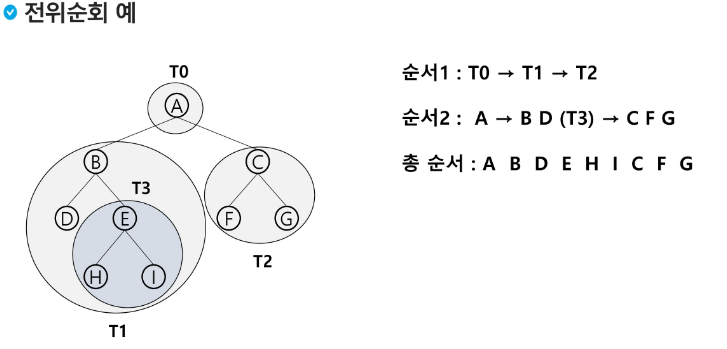 전위순회 예
T0
순서1 : T0 → T1 → T2
A
순서2 : A → B D (T3) → C F G
B
C
총 순서 : A B D E H I C F G
T3
D
E
F
G
T2
H
I
T1